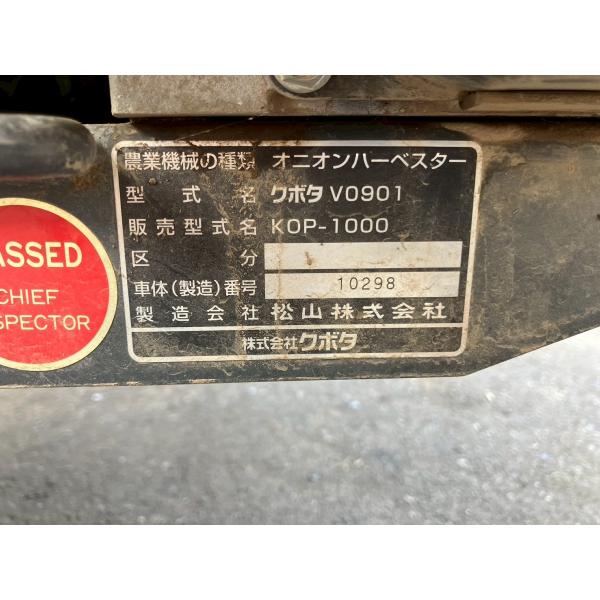 農業機械の種類 オニオンハーベスター
型式名 クボタ V0901
販売型式名 KOP-1000
区分
車体(製造)番号 10298
製造会社 松山株式会社
株式会社クボタ
ASSED
CHIEF
SPECTOR